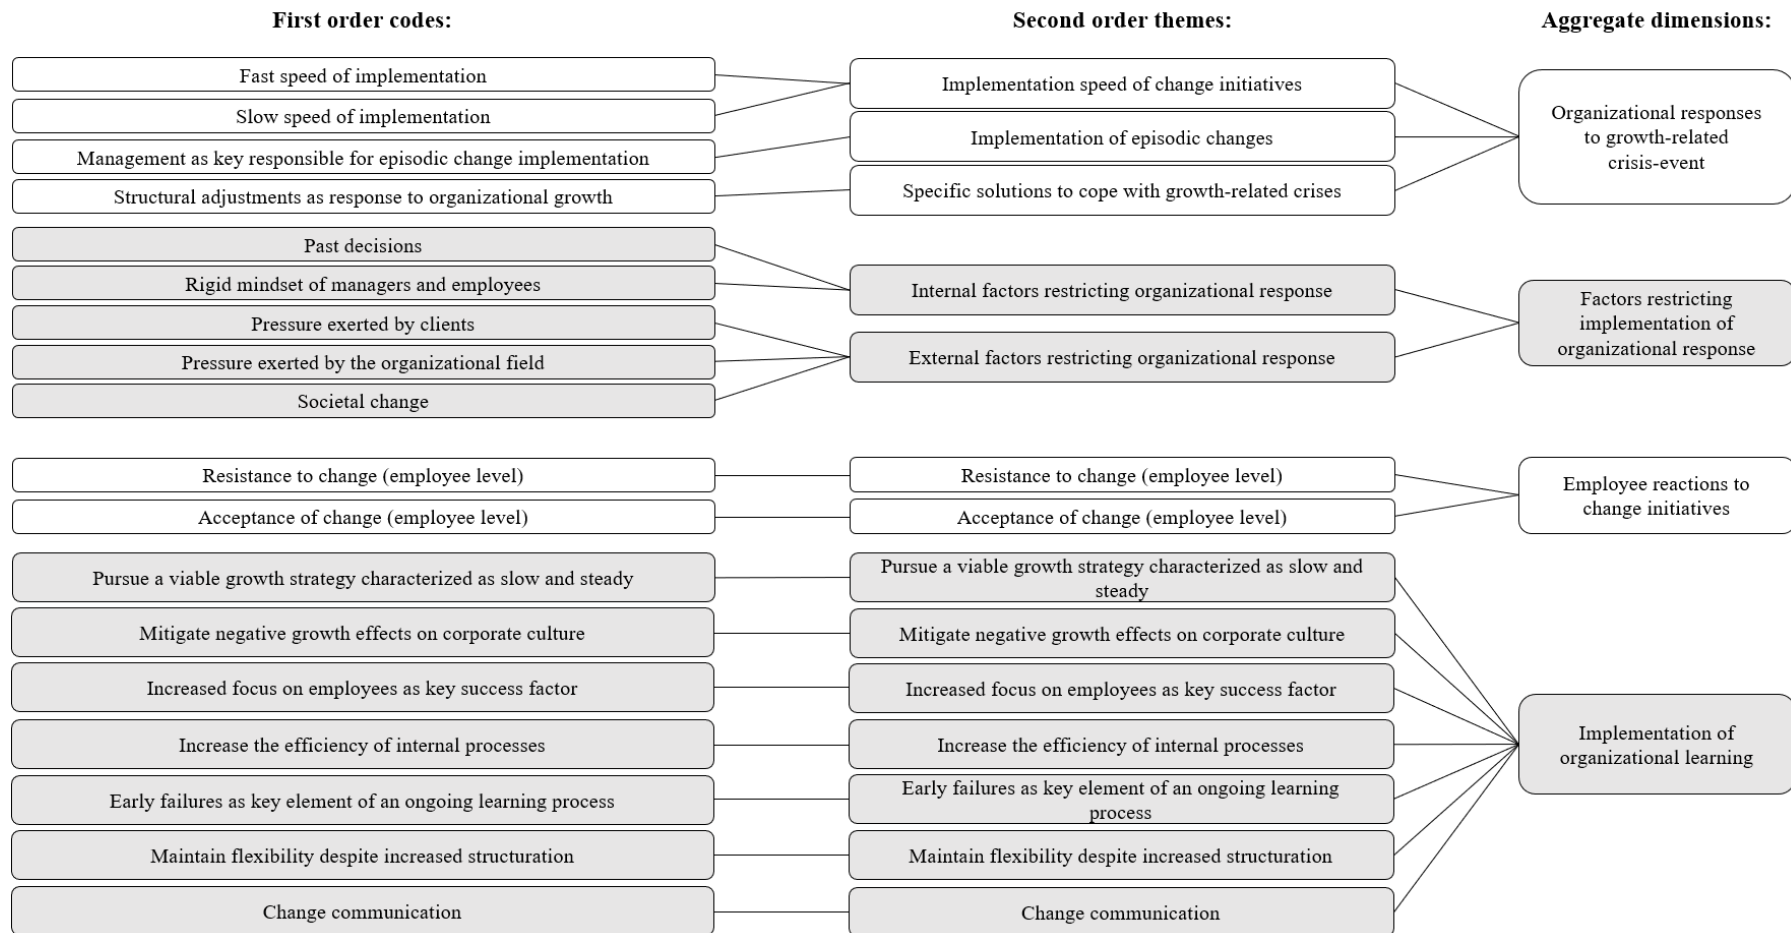 First order codes:
Second order themes:
Aggregate dimensions:
Fast speed of implementation
Slow speed of implementation
Management as key responsible for episodic change implementation
Structural adjustments as response to organizational growth
Implementation speed of change initiatives
Implementation of episodic changes
Specific solutions to cope with growth-related crises
Organizational responses
to growth-related
crisis-event
Past decisions
Rigid mindset of managers and employees
Pressure exerted by clients
Pressure exerted by the organizational field
Societal change
Internal factors restricting organizational response
External factors restricting organizational response
Factors restricting
implementation of
organizational response
Resistance to change (employee level)
Acceptance of change (employee level)
Resistance to change (employee level)
Acceptance of change (employee level)
Employee reactions to
change initiatives
Pursue a viable growth strategy characterized as slow and steady
Mitigate negative growth effects on corporate culture
Increased focus on employees as key success factor
Increase the efficiency of internal processes
Early failures as key element of an ongoing learning process
Maintain flexibility despite increased structuration
Change communication
Pursue a viable growth strategy characterized as slow and
steady
Mitigate negative growth effects on corporate culture
Increased focus on employees as key success factor
Increase the efficiency of internal processes
Early failures as key element of an ongoing learning
process
Maintain flexibility despite increased structuration
Change communication
Implementation of
organizational learning